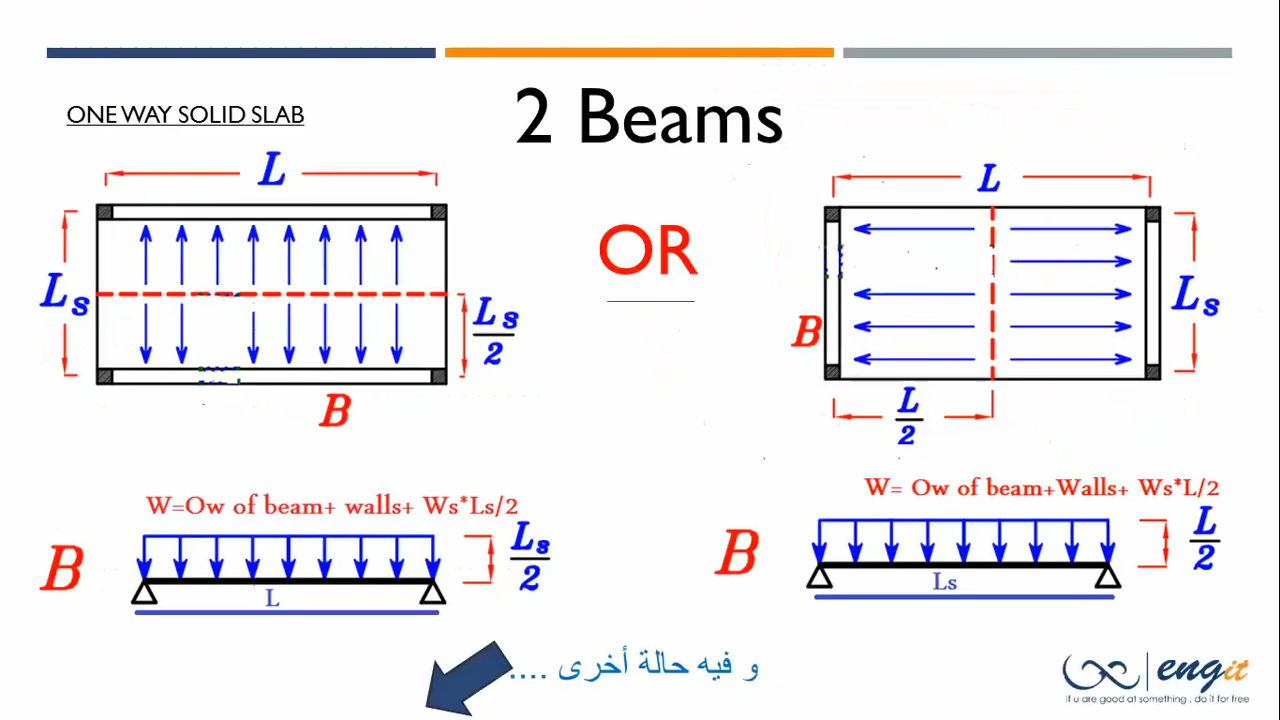 ONE WAY SOLID SLAB
2 Beams
OR
L
Ls
Ls
2
B
L
Ls
B
L
2
W=Ow of beam+ walls+ Ws*Ls/2
B
L
Ls
2
W= Ow of beam+Walls+ Ws*L/2
B
Ls
L
2
و فيه حالة أخرى ....
engit
if u are good at something , do it for free